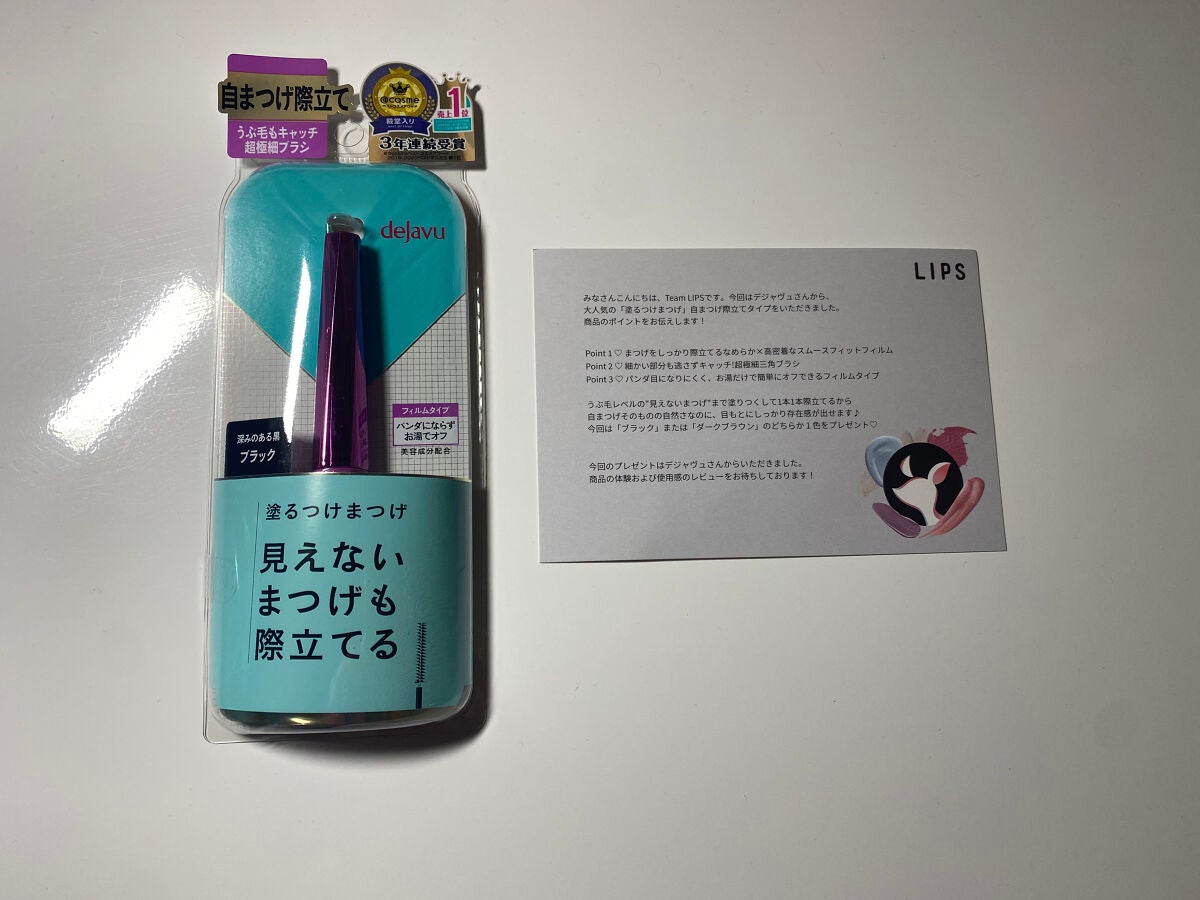 自まつげ際立て
うぶ毛もキャッチ
超極細ブラシ
@cosme
殿堂入り
3年連続受賞
売上1位
dejavu
深みのある黒
ブラック
フィルムタイプ
パンダにならず
お湯でオフ
美容成分配合
塗るつけまつげ
見えない
まつげも
際立てる
LIPS
みなさんこんにちは、Team LIPSです。今回はデジャヴュさんから、
大人気の「塗るつけまつげ」自まつげ際立てタイプをいただきました。
商品のポイントをお伝えします！
Point 1 ♡ まつげをしっかり際立てるなめらか×高密着なスムースフィットフィルム
Point 2 ♡ 細かい部分も逃さずキャッチ!超極細三角ブラシ
Point 3 ♡ パンダ目になりにくく、お湯だけで簡単にオフできるフィルムタイプ
うぶ毛レベルの"見えないまつげ"まで塗りつくして1本1本際立てるから
自まつげそのものの自然さなのに、目もとにしっかり存在感が出せます♪
今回は「ブラック」または「ダークブラウン」のどちらか１色をプレゼント♡
今回のプレゼントはデジャヴュさんからいただきました。
商品の体験および使用感のレビューをお待ちしております！